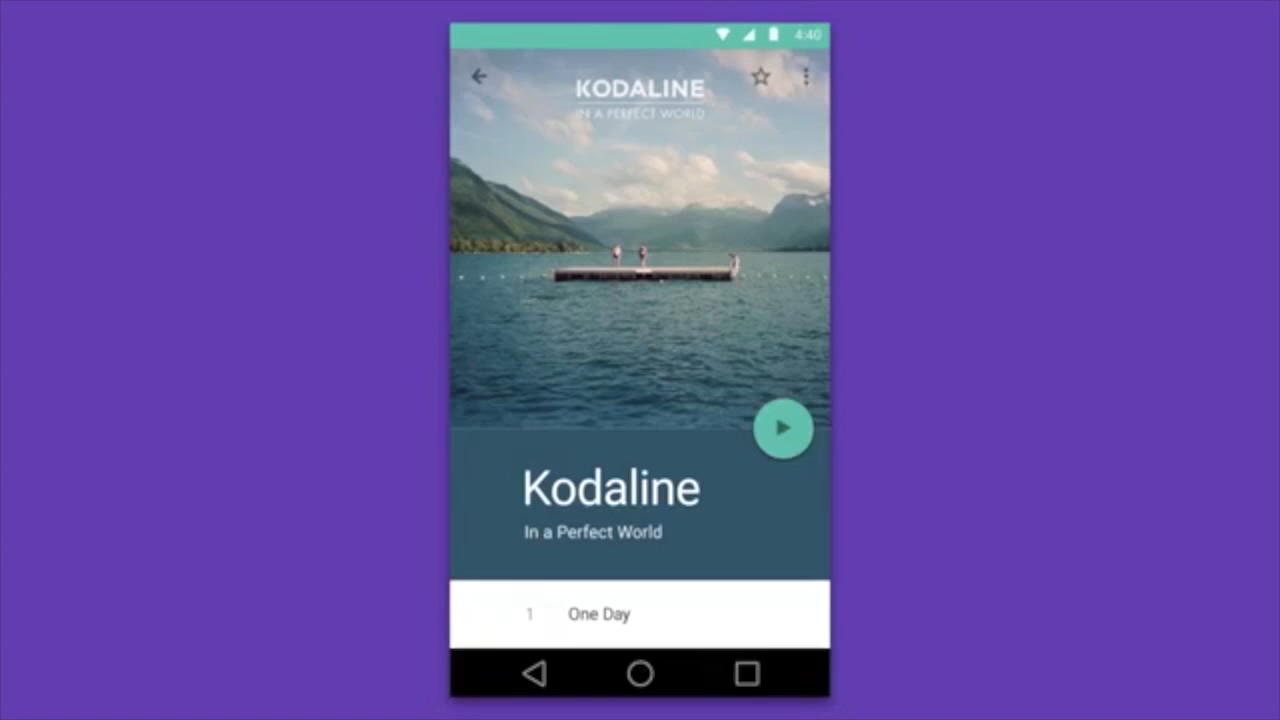 4:40
KODALINE
IN A PERFECT WORLD
Kodaline
In a Perfect World
1 One Day